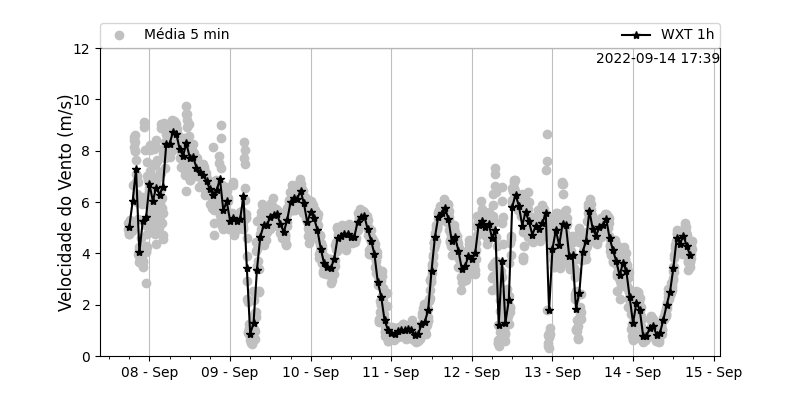 Média 5 min WXT 1h
2022-09-14 17:39
Velocidade do Vento (m/s)
12
10
8
6
4
2
0
08 - Sep 09 - Sep 10 - Sep 11 - Sep 12 - Sep 13 - Sep 14 - Sep 15 - Sep